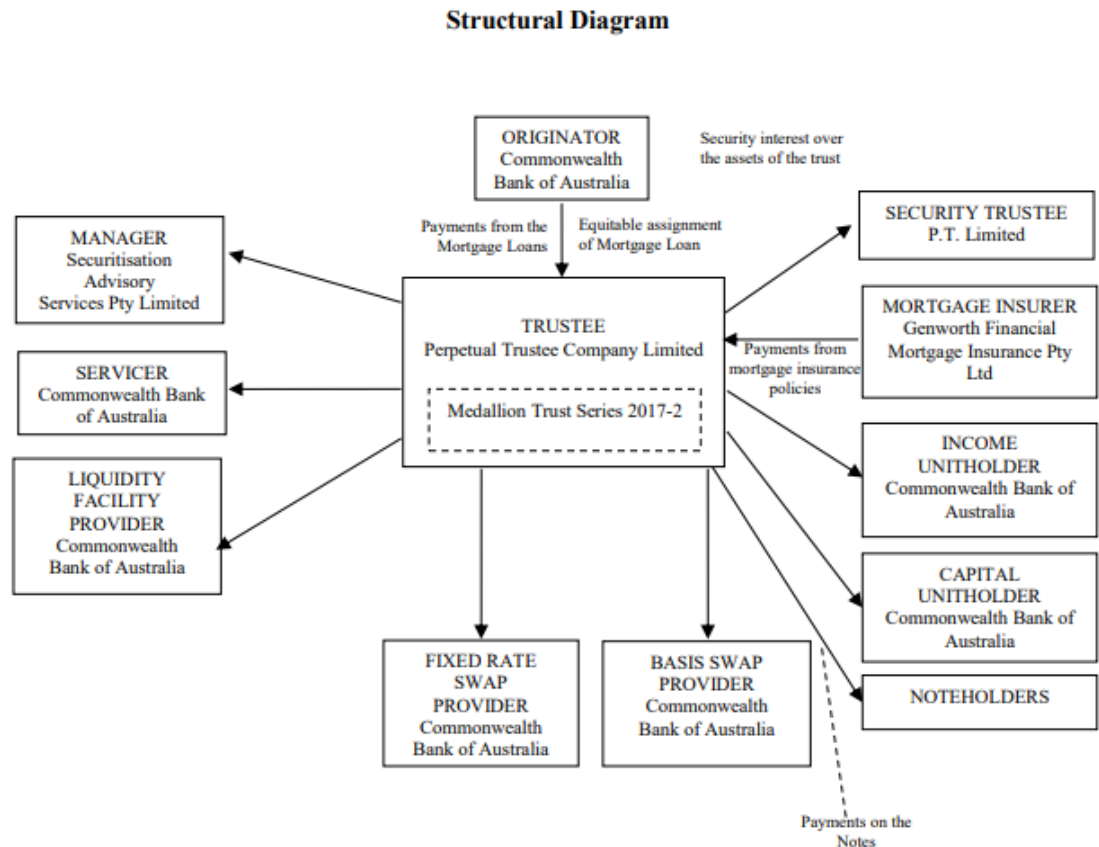 Structural Diagram
ORIGINATOR
Commonwealth
Bank of Australia
Security interest over
the assets of the trust
Payments from the
Mortgage Loans
Equitable assignment
of Mortgage Loan
MANAGER
Securitisation
Advisory
Services Pty Limited
SECURITY TRUSTEE
P.T. Limited
TRUSTEE
Perpetual Trustee Company Limited
Medallion Trust Series 2017-2
MORTGAGE INSURER
Genworth Financial
Mortgage Insurance Pty
Ltd
Payments from
mortgage insurance
policies
SERVICER
Commonwealth Bank
of Australia
INCOME
UNITHOLDER
Commonwealth Bank of
Australia
LIQUIDITY
FACILITY
PROVIDER
Commonwealth
Bank of Australia
CAPITAL
UNITHOLDER
Commonwealth Bank of
Australia
FIXED RATE
SWAP
PROVIDER
Commonwealth
Bank of Australia
BASIS SWAP
PROVIDER
Commonwealth
Bank of Australia
NOTEHOLDERS
Payments on the
Notes